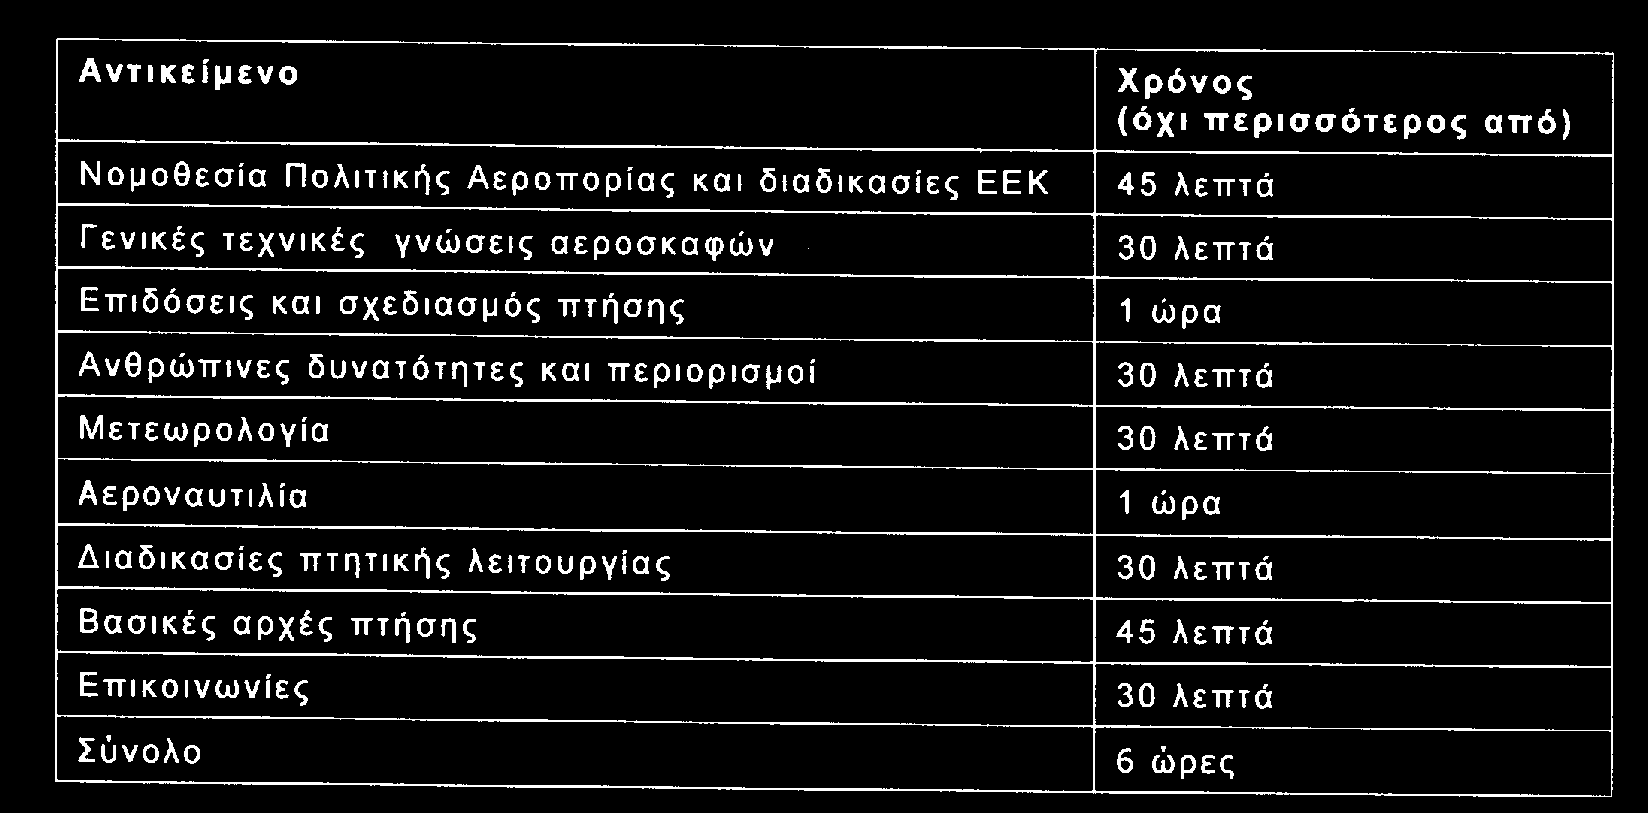 Αντικείμενο
Χρόνος
(όχι περισσότερος από)
Νομοθεσία Πολιτικής Αεροπορίας και διαδικασίες ΕΕΚ 45 λεπτά
Γενικές τεχνικές γνώσεις αεροσκαφών 30 λεπτά
Επιδόσεις και σχεδιασμός πτήσης 1 ώρα
Ανθρώπινες δυνατότητες και περιορισμοί 30 λεπτά
Μετεωρολογία 30 λεπτά
Αεροναυτιλία 1 ώρα
Διαδικασίες πτητικής λειτουργίας 30 λεπτά
Βασικές αρχές πτήσης 45 λεπτά
Επικοινωνίες 30 λεπτά
Σύνολο 6 ώρες